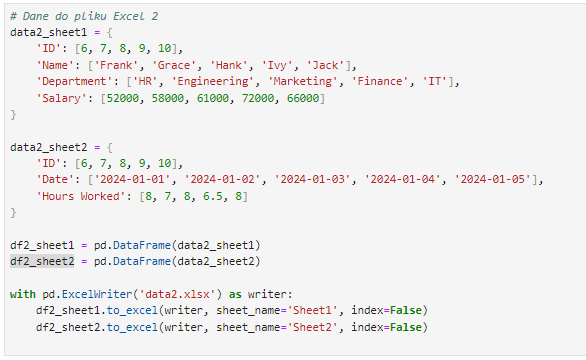 # Dane do pliku Excel 2
data2_sheet1 = {
    'ID': [6, 7, 8, 9, 10],
    'Name': ['Frank', 'Grace', 'Hank', 'Ivy', 'Jack'],
    'Department': ['HR', 'Engineering', 'Marketing', 'Finance', 'IT'],
    'Salary': [52000, 58000, 61000, 72000, 66000]
}
data2_sheet2 = {
    'ID': [6, 7, 8, 9, 10],
    'Date': ['2024-01-01', '2024-01-02', '2024-01-03', '2024-01-04', '2024-01-05'],
    'Hours Worked': [8, 7, 8, 6.5, 8]
}
df2_sheet1 = pd.DataFrame(data2_sheet1)
df2_sheet2 = pd.DataFrame(data2_sheet2)
with pd.ExcelWriter('data2.xlsx') as writer:
    df2_sheet1.to_excel(writer, sheet_name='Sheet1', index=False)
    df2_sheet2.to_excel(writer, sheet_name='Sheet2', index=False)